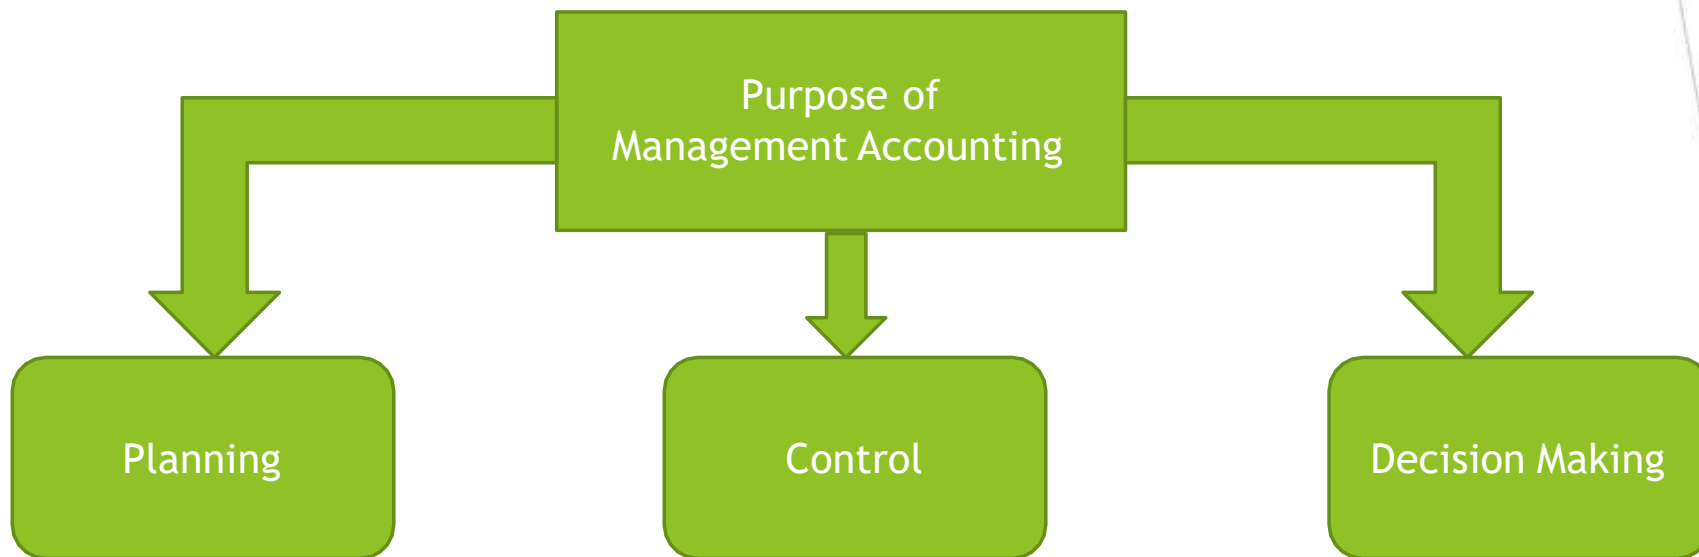 Purpose of
Management Accounting
Planning
Control
Decision Making